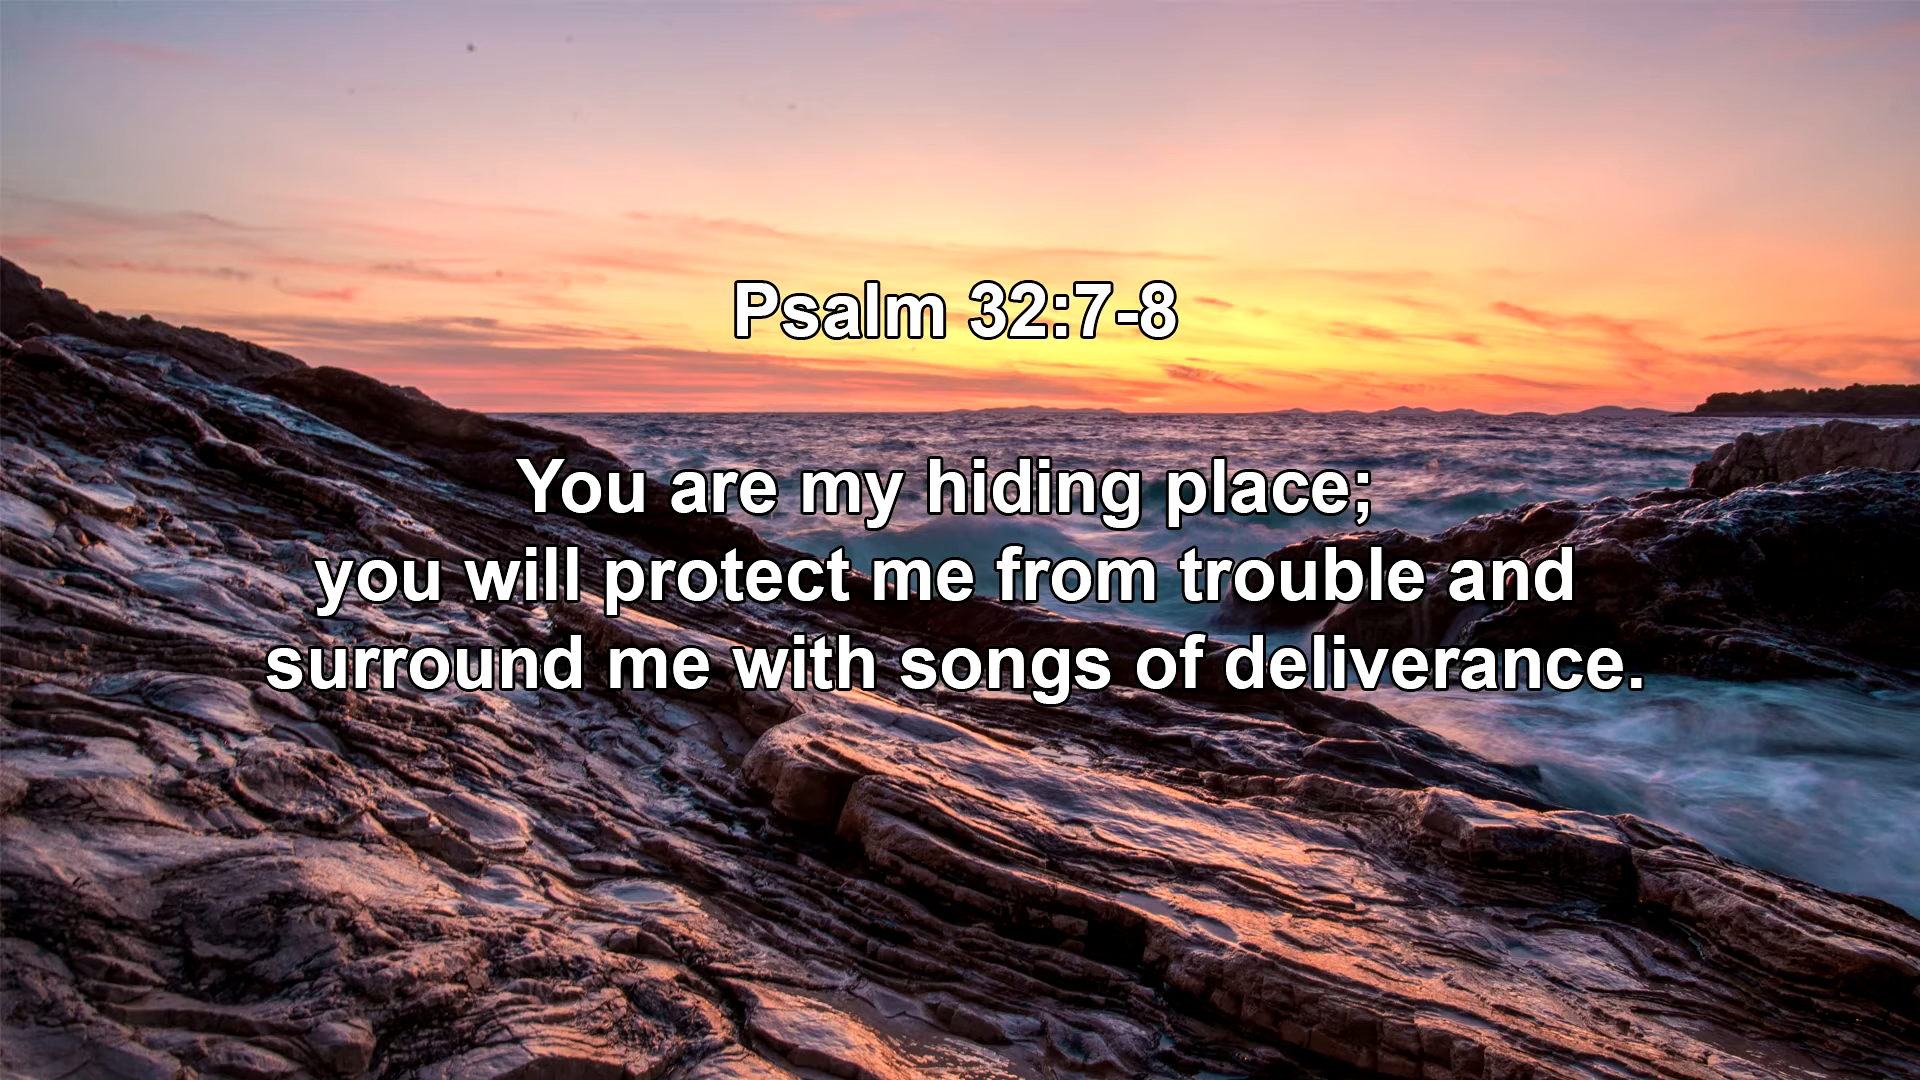 Psalm 32:7-8
You are my hiding place;
you will protect me from trouble and
surround me with songs of deliverance.